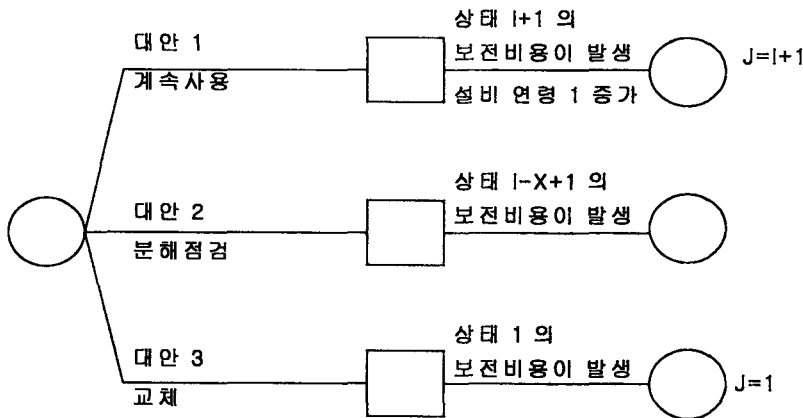 대안 1
계속사용
상태 I+1 의
보전비용이 발생
설비 연령 1 증가
J=I+1
대안 2
분해점검
상태 I-X+1 의
보전비용이 발생
대안 3
교체
상태 1 의
보전비용이 발생
J=1